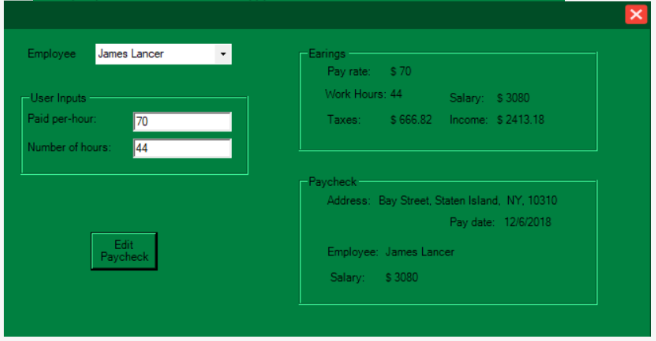 Employee James Lancer
User Inputs
Paid per-hour: 70
Number of hours: 44
Edit
Paycheck
Earings
Pay rate: $ 70
Work Hours: 44 Salary: $ 3080
Taxes: $ 666.82 Income: $ 2413.18
Paycheck
Address: Bay Street, Staten Island, NY, 10310
Pay date: 12/6/2018
Employee: James Lancer
Salary: $ 3080